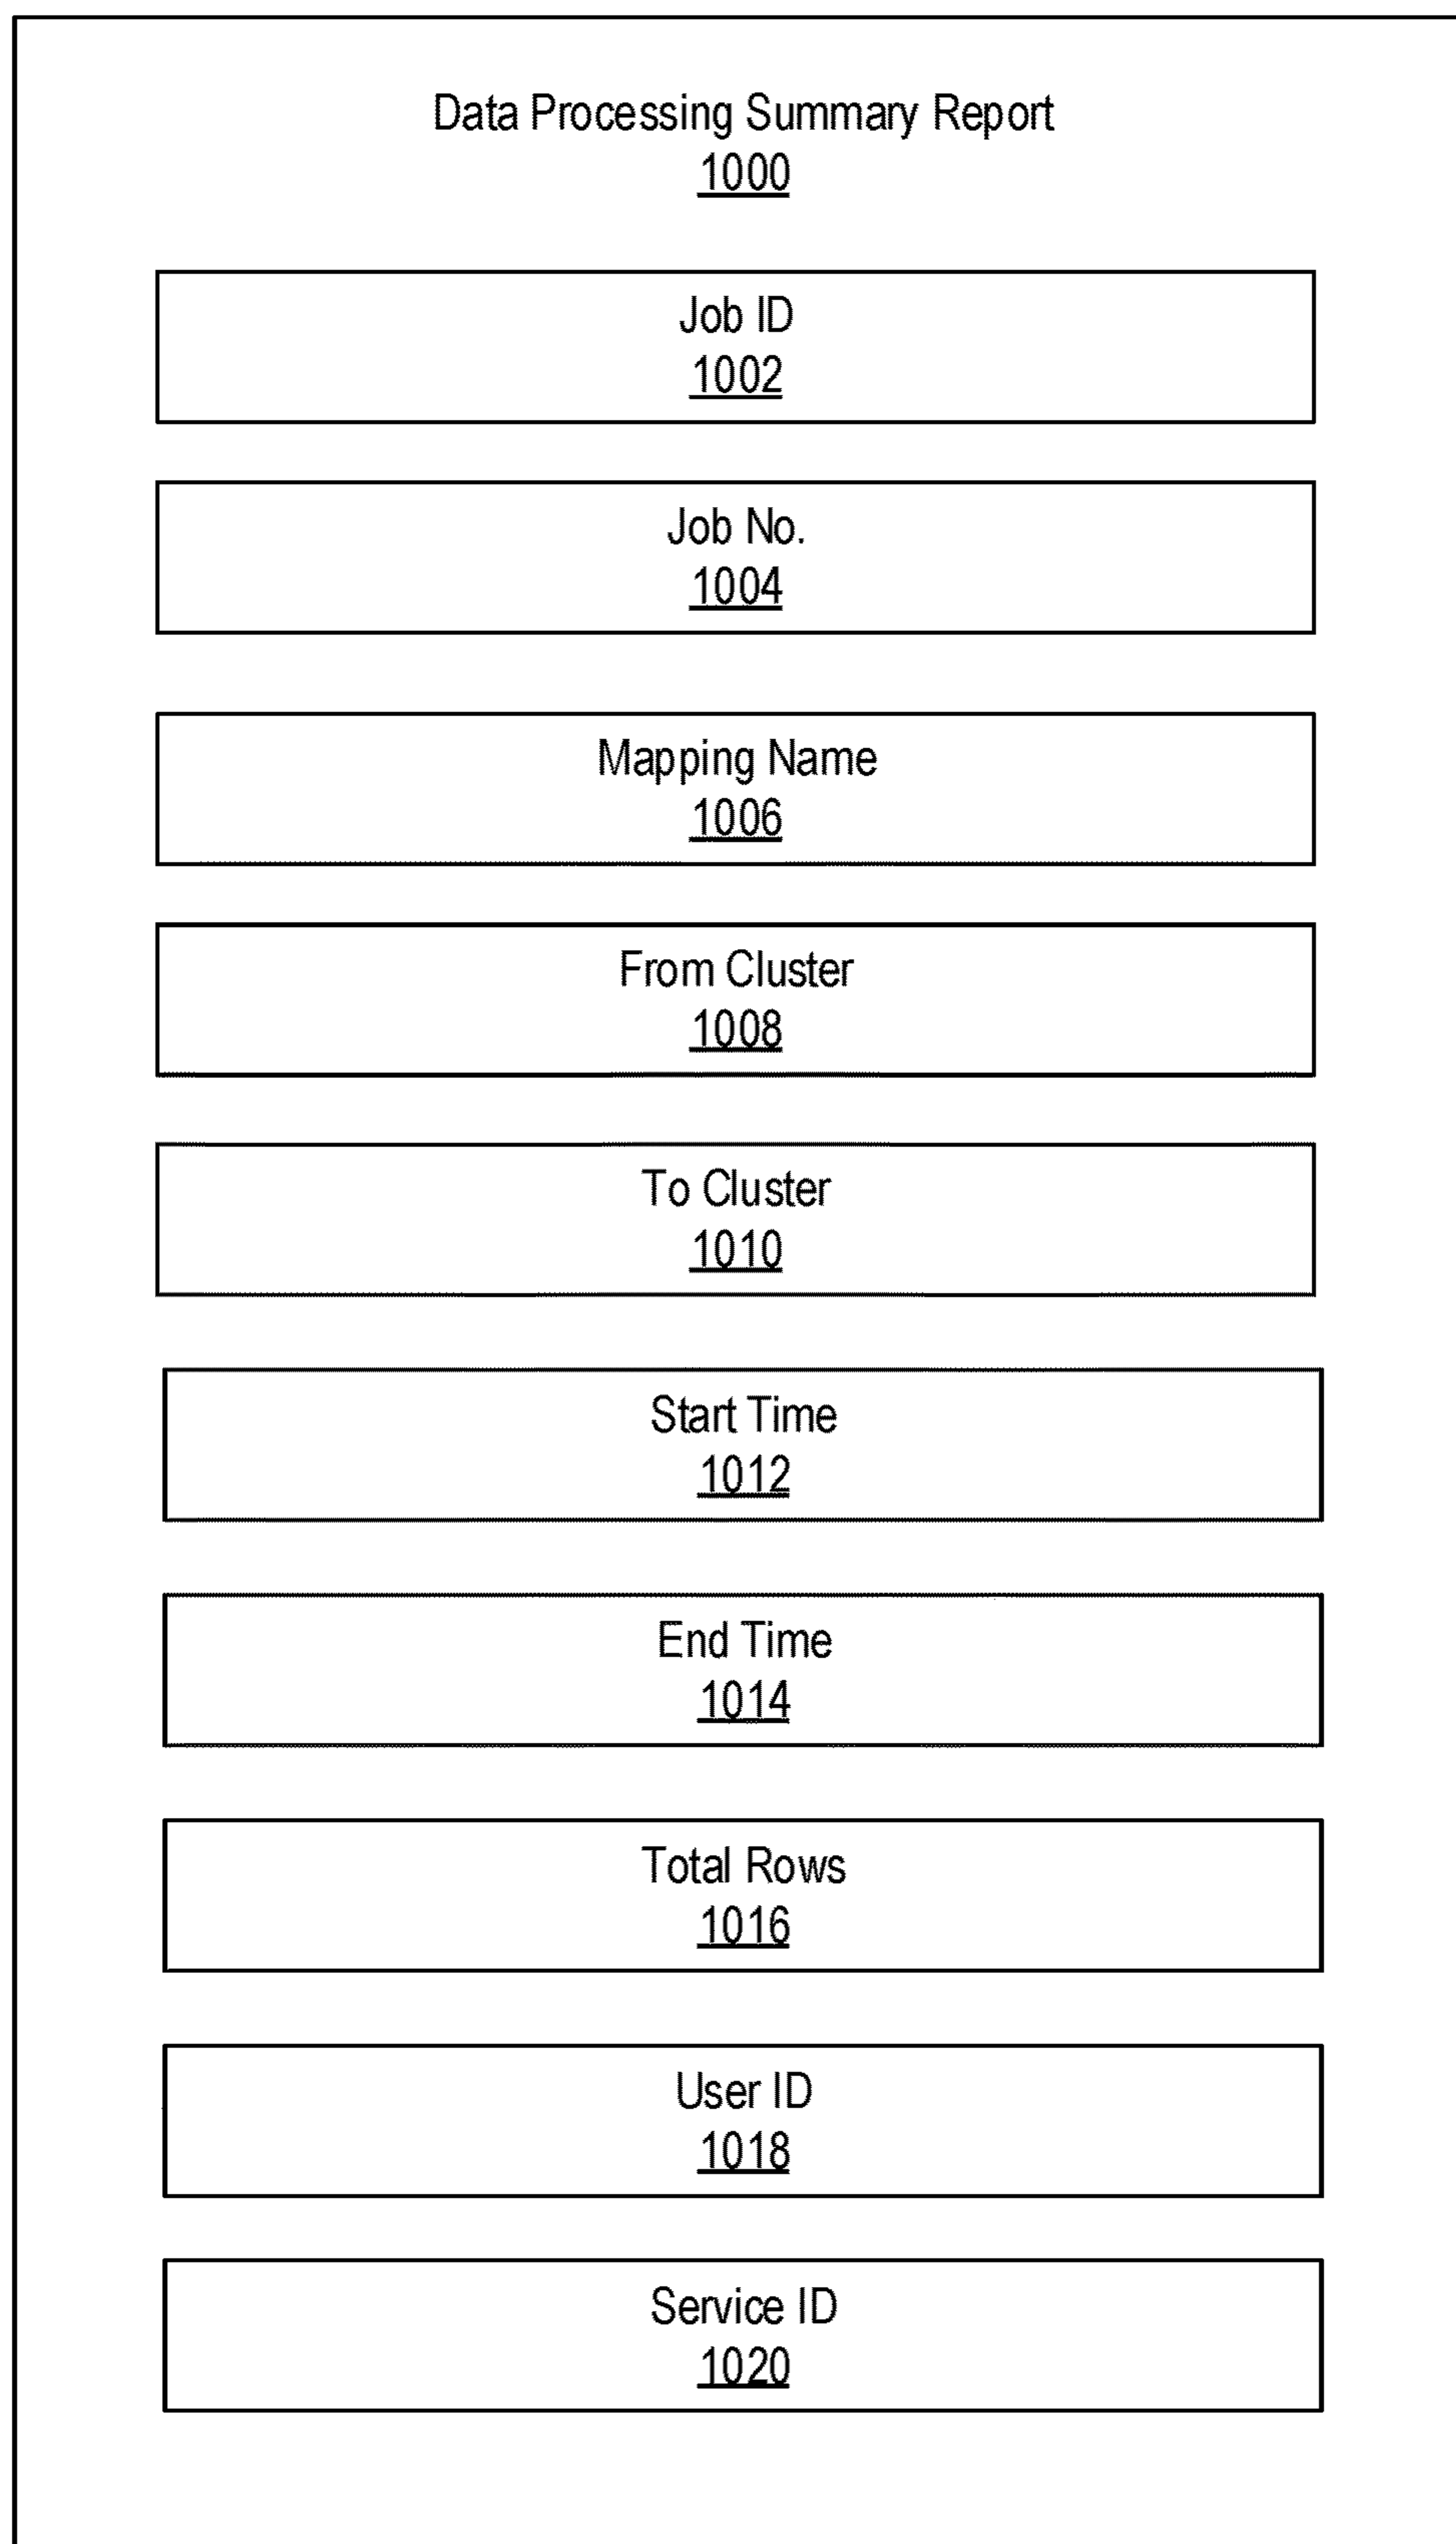 Data Processing Summary Report
1000
Job ID
1002
Job No.
1004
Mapping Name
1006
From Cluster
1008
To Cluster
1010
Start Time
1012
End Time
1014
Total Rows
1016
User ID
1018
Service ID
1020